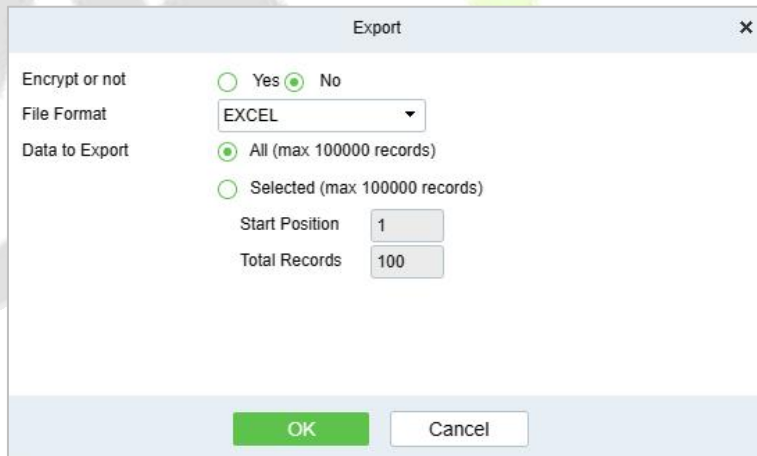 Export ×
Encrypt or not Yes No
File Format EXCEL
Data to Export All (max 100000 records)
Selected (max 100000 records)
Start Position 1
Total Records 100
OK Cancel